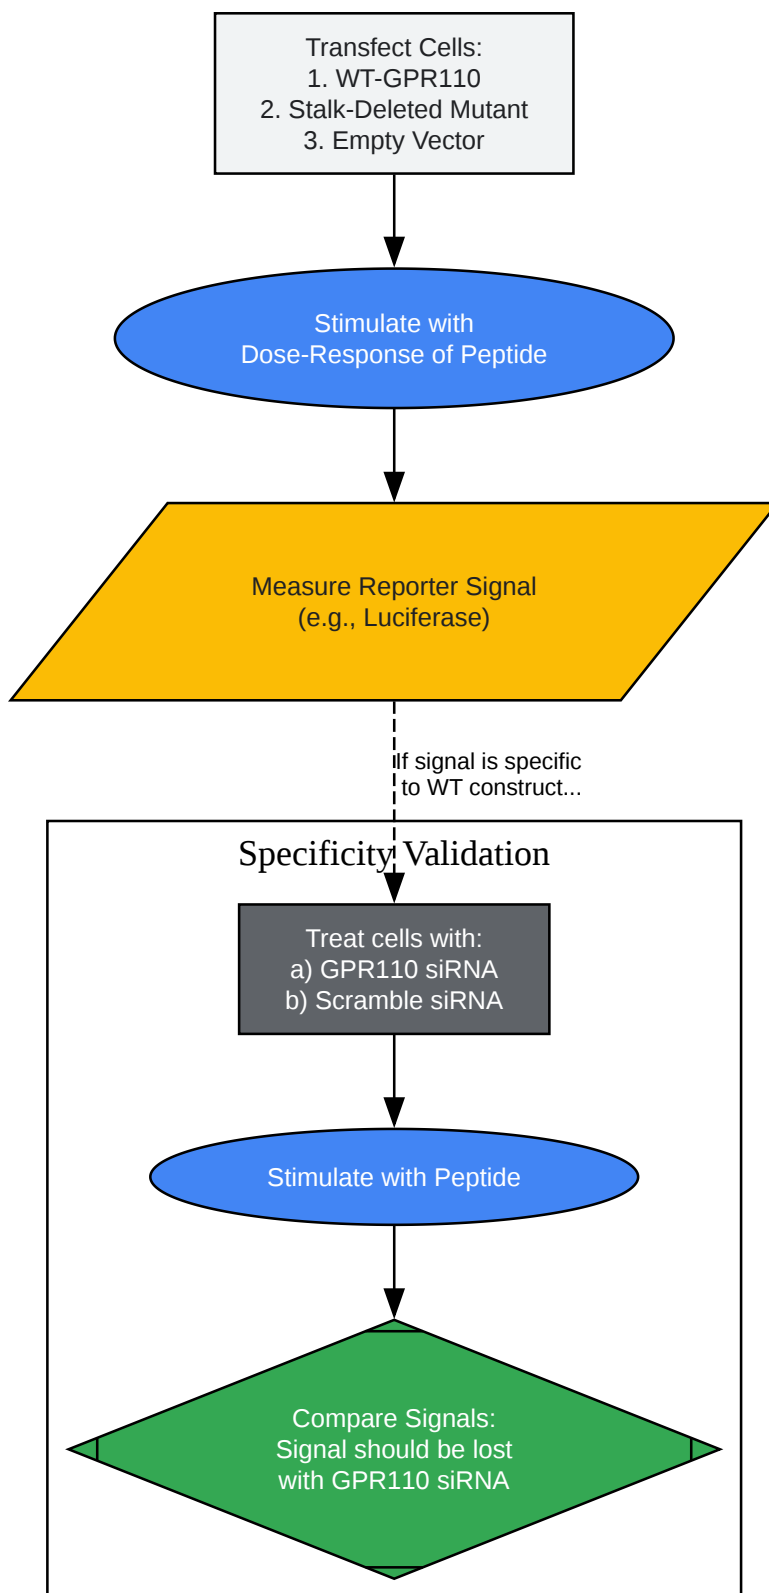 Transfect Cells:
1. WT-GPR110
2. Stalk-Deleted Mutant
3. Empty Vector
Stimulate with
Dose-Response of Peptide
Measure Reporter Signal
(e.g., Luciferase)
If signal is specific
to WT construct...
Specificity Validation
Treat cells with:
a) GPR110 siRNA
b) Scramble siRNA
Stimulate with Peptide
Compare Signals:
Signal should be lost
with GPR110 siRNA